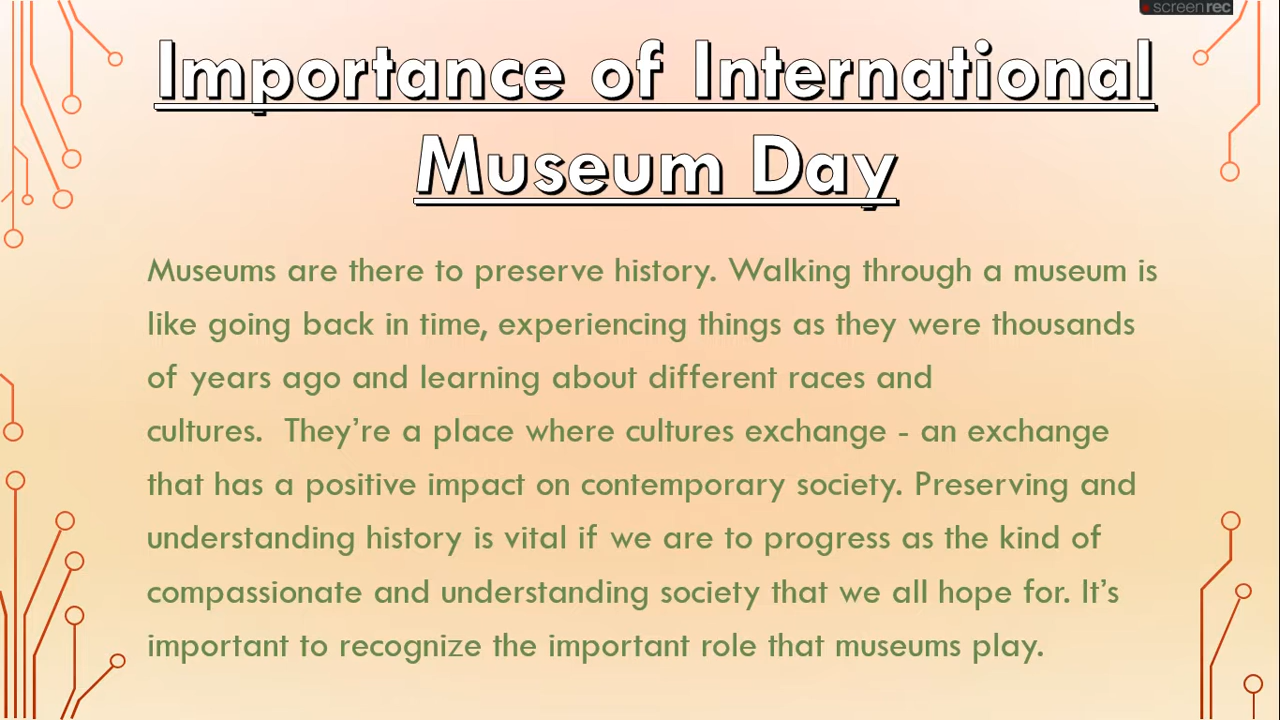 screenrec
Importance of International
Museum Day
Museums are there to preserve history. Walking through a museum is
like going back in time, experiencing things as they were thousands
of years ago and learning about different races and
cultures.  They’re a place where cultures exchange - an exchange
that has a positive impact on contemporary society. Preserving and
understanding history is vital if we are to progress as the kind of
compassionate and understanding society that we all hope for. It’s
important to recognize the important role that museums play.